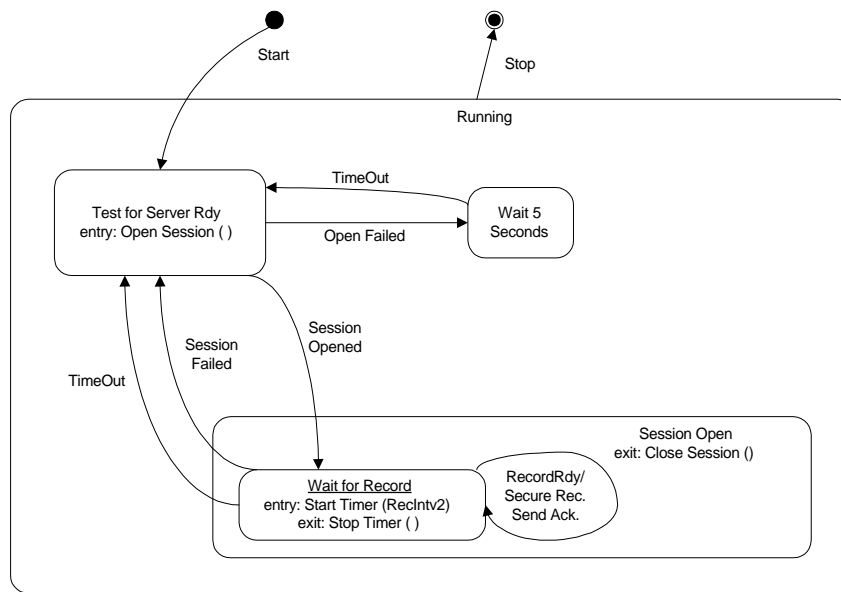 Start
Stop
Running
TimeOut
Test for Server Rdy
entry: Open Session ( )
Wait 5
Seconds
Open Failed
Session
Opened
Session
Failed
TimeOut
Session Open
exit: Close Session ()
Wait for Record
entry: Start Timer (RecIntv2)
exit: Stop Timer ( )
RecordRdy/
Secure Rec.
Send Ack.